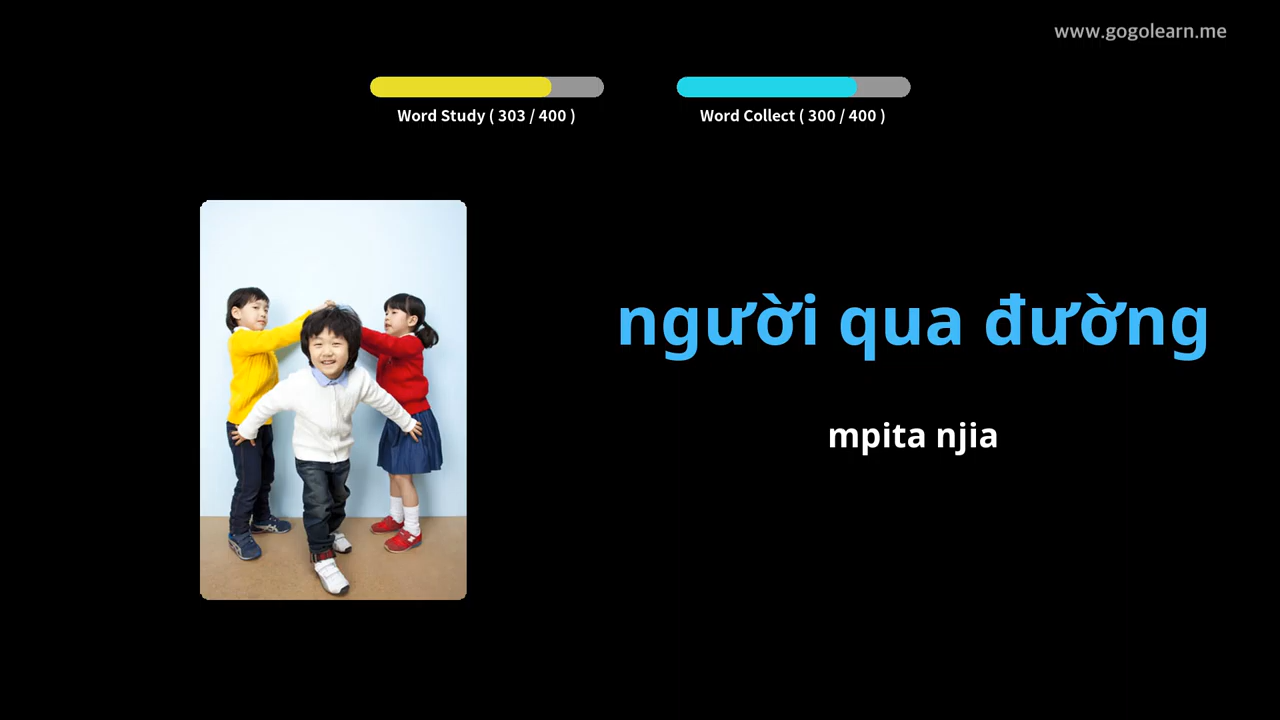 www.gogolearn.me
Word Study ( 303 / 400 )
Word Collect ( 300 / 400 )
người qua đường
mpita njia